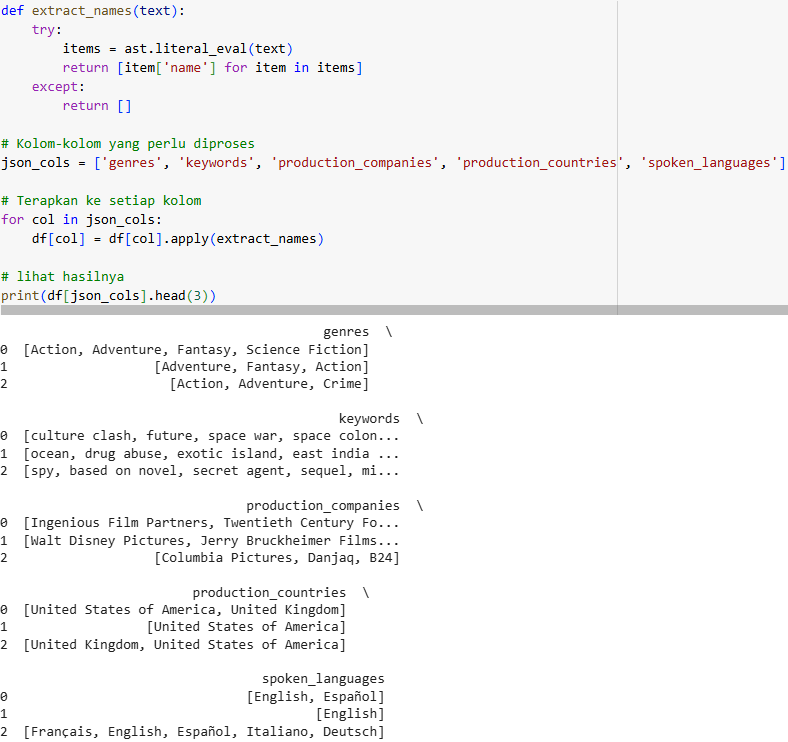 def extract_names(text):
    try:
        items = ast.literal_eval(text)
        return [item['name'] for item in items]
    except:
        return []

# Kolom-kolom yang perlu diproses
json_cols = ['genres', 'keywords', 'production_companies', 'production_countries', 'spoken_languages']

# Terapkan ke setiap kolom
for col in json_cols:
    df[col] = df[col].apply(extract_names)

# lihat hasilnya
print(df[json_cols].head(3))

                                          genres  \
0  [Action, Adventure, Fantasy, Science Fiction]
1                   [Adventure, Fantasy, Action]
2                     [Action, Adventure, Crime]

                                            keywords  \
0  [culture clash, future, space war, space colon...
1  [ocean, drug abuse, exotic island, east india ...
2  [spy, based on novel, secret agent, sequel, mi...

                                production_companies  \
0  [Ingenious Film Partners, Twentieth Century Fo...
1  [Walt Disney Pictures, Jerry Bruckheimer Films...
2                    [Columbia Pictures, Danjaq, B24]

                         production_countries  \
0  [United States of America, United Kingdom]
1                  [United States of America]
2  [United Kingdom, United States of America]

                                  spoken_languages
0                               [English, Español]
1                                        [English]
2  [Français, English, Español, Italiano, Deutsch]